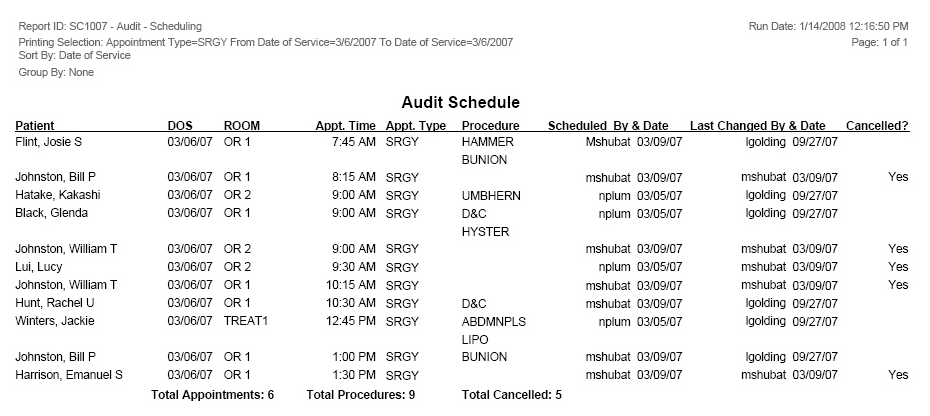 Report ID: SC1007 - Audit - Scheduling Run Date: 1/14/2008 12:16:50 PM
Printing Selection: Appointment Type=SRGY From Date of Service=3/6/2007 To Date of Service=3/6/2007 Page: 1 of 1
Sort By: Date of Service
Group By: None
Audit Schedule
Patient DOS ROOM Appt. Time Appt. Type Procedure Scheduled By & Date Last Changed By & Date Cancelled?
Flint, Josie S 03/06/07 OR 1 7:45 AM SRGY HAMMER Mshubat 03/09/07 lgolding 09/27/07
BUNION
Johnston, Bill P 03/06/07 OR 1 8:15 AM SRGY mshubat 03/09/07 mshubat 03/09/07 Yes
Hatake, Kakashi 03/06/07 OR 2 9:00 AM SRGY UMBHERN nplum 03/05/07 lgolding 09/27/07
Black, Glenda 03/06/07 OR 1 9:00 AM SRGY D&C nplum 03/05/07 lgolding 09/27/07
HYSTER
Johnston, William T 03/06/07 OR 2 9:00 AM SRGY mshubat 03/09/07 mshubat 03/09/07 Yes
Lui, Lucy 03/06/07 OR 2 9:30 AM SRGY nplum 03/05/07 mshubat 03/09/07 Yes
Johnston, William T 03/06/07 OR 1 10:15 AM SRGY mshubat 03/09/07 mshubat 03/09/07 Yes
Hunt, Rachel U 03/06/07 OR 1 10:30 AM SRGY D&C mshubat 03/09/07 lgolding 09/27/07
Winters, Jackie 03/06/07 TREAT1 12:45 PM SRGY ABDMNPLS nplum 03/05/07 lgolding 09/27/07
LIPO
Johnston, Bill P 03/06/07 OR 1 1:00 PM SRGY BUNION mshubat 03/09/07 lgolding 09/27/07
Harrison, Emanuel S 03/06/07 OR 1 1:30 PM SRGY mshubat 03/09/07 mshubat 03/09/07 Yes
Total Appointments: 6 Total Procedures: 9 Total Cancelled: 5